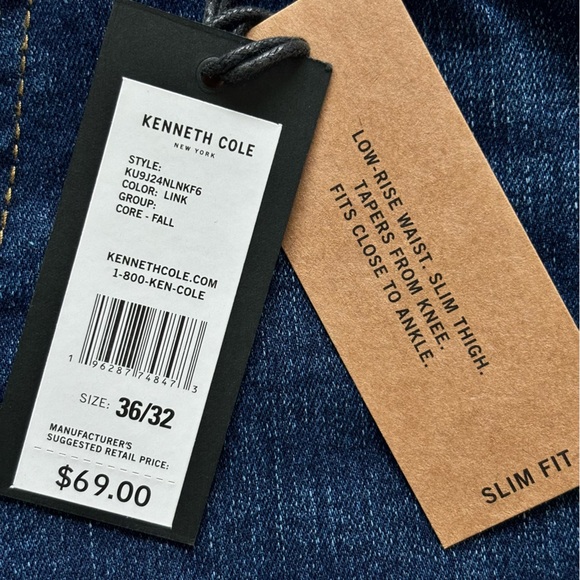 KENNETH COLE
NEW YORK
STYLE:
KU9J24NLNKF6
COLOR: LINK
GROUP:
CORE - FALL
KENNETHCOLE.COM
1-800-KEN-COLE
1 96287 74847 3
SIZE: 36/32
MANUFACTURER'S
SUGGESTED RETAIL PRICE:
$69.00
LOW-RISE WAIST. SLIM THIGH.
TAPERS FROM KNEE.
FITS CLOSE TO ANKLE.
SLIM FIT